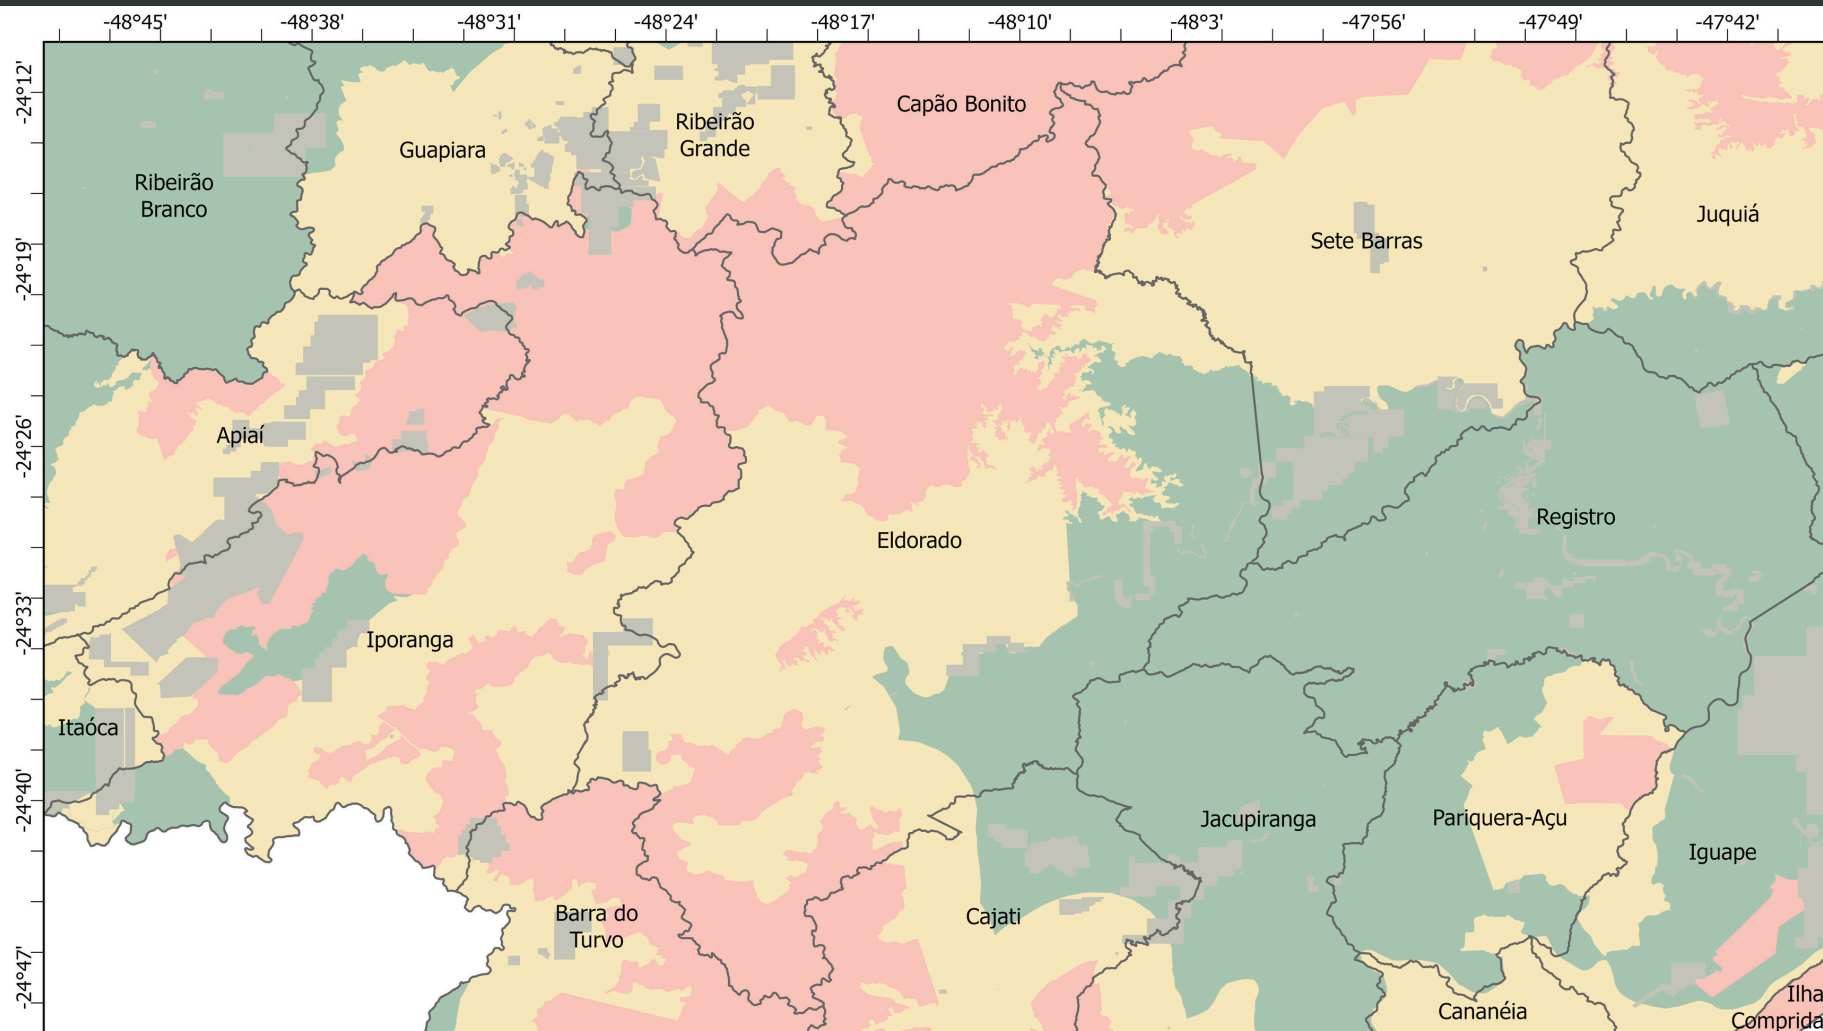 -48°45' -48°38' -48°31' -48°24' -48°17' -48°10' -48°3' -47°56' -47°49' -47°42'
-24°12'
Capão Bonito
Ribeirão
Grande
Guapiara
Ribeirão
Branco
Juquiá
Sete Barras
-24°19'
Apiaí
-24°26'
Registro
Eldorado
-24°33'
Iporanga
Itaóca
-24°40'
Jacupiranga
Pariquera-Açu
Iguape
Barra do
Turvo
Cajati
-24°47'
Ilha
Comprida
Cananéia